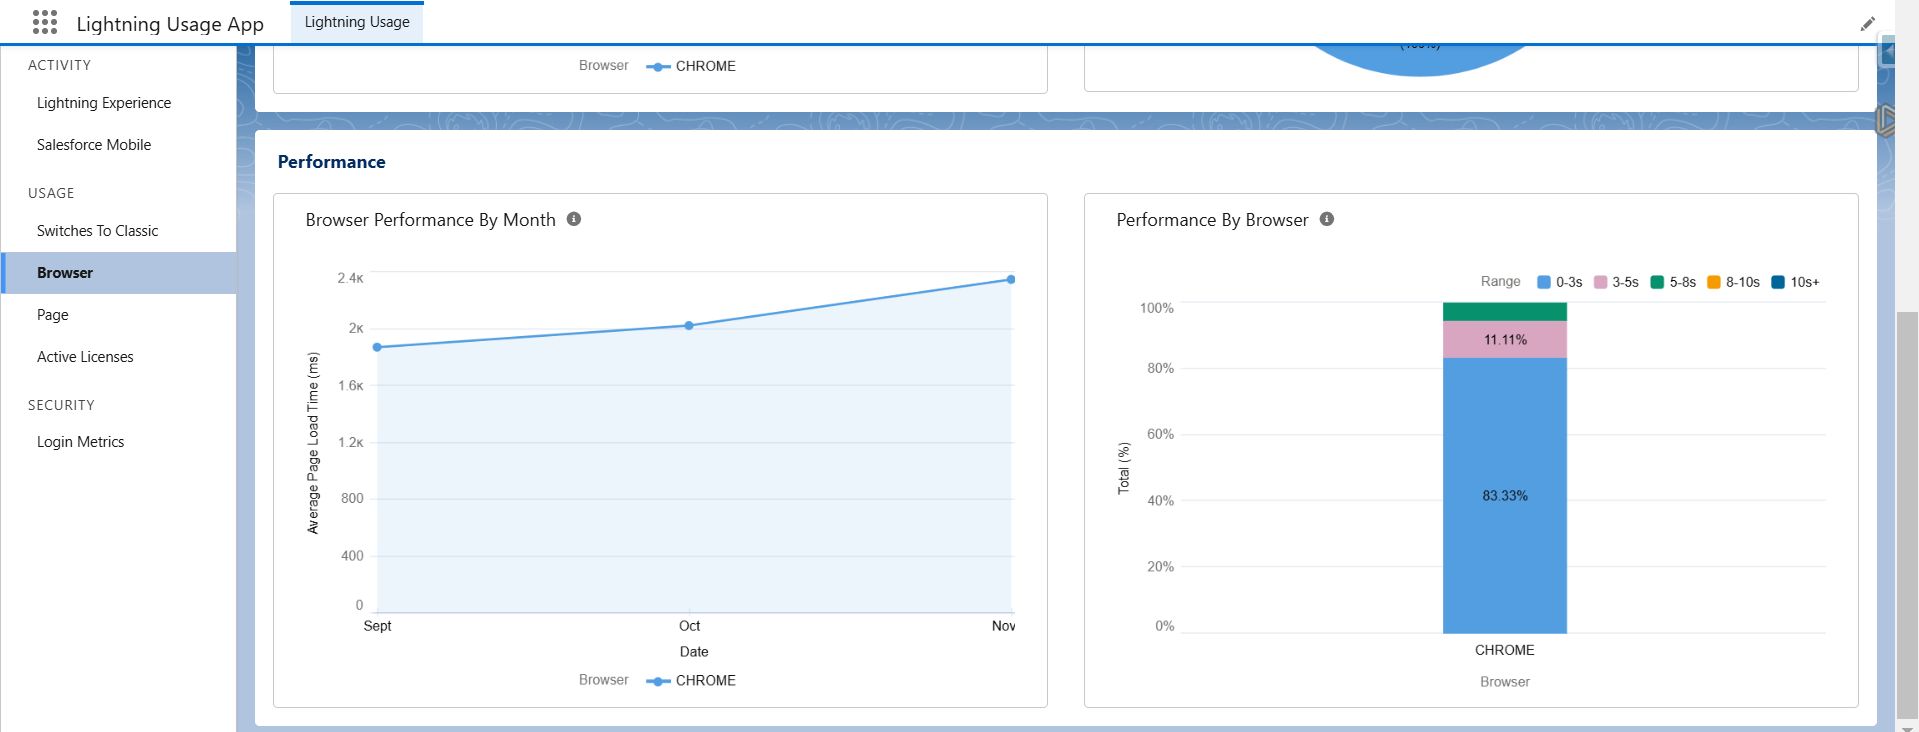 Lightning Usage App
Lightning Usage
ACTIVITY
Lightning Experience
Salesforce Mobile
USAGE
Switches To Classic
Browser
Page
Active Licenses
SECURITY
Login Metrics
Browser CHROME
Performance
Browser Performance By Month
2.4K
2K
1.6K
1.2K
800
400
0
Average Page Load Time (ms)
Sept Oct Nov
Date
Browser CHROME
Performance By Browser
Range 0-3s 3-5s 5-8s 8-10s 10s+
100%
80%
60%
40%
20%
0%
Total (%)
11.11%
83.33%
CHROME
Browser